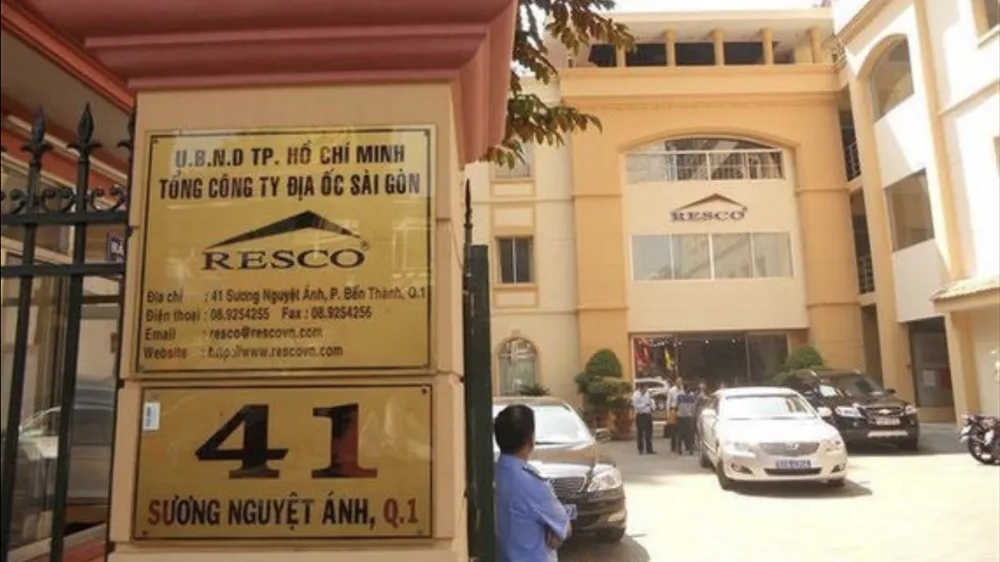 U.B.N.D TP. HỒ CHÍ MINH
TỔNG CÔNG TY ĐỊA ỐC SÀI GÒN
RESCO®
Địa chỉ : 41 Sương Nguyệt Ánh, P. Bến Thành, Q.1
Điện thoại : 08.9254255 Fax : 08.9254256
Email : resco@rescovn.com
Website : http://www.rescovn.com
41
SƯƠNG NGUYỆT ÁNH, Q.1
RESCO